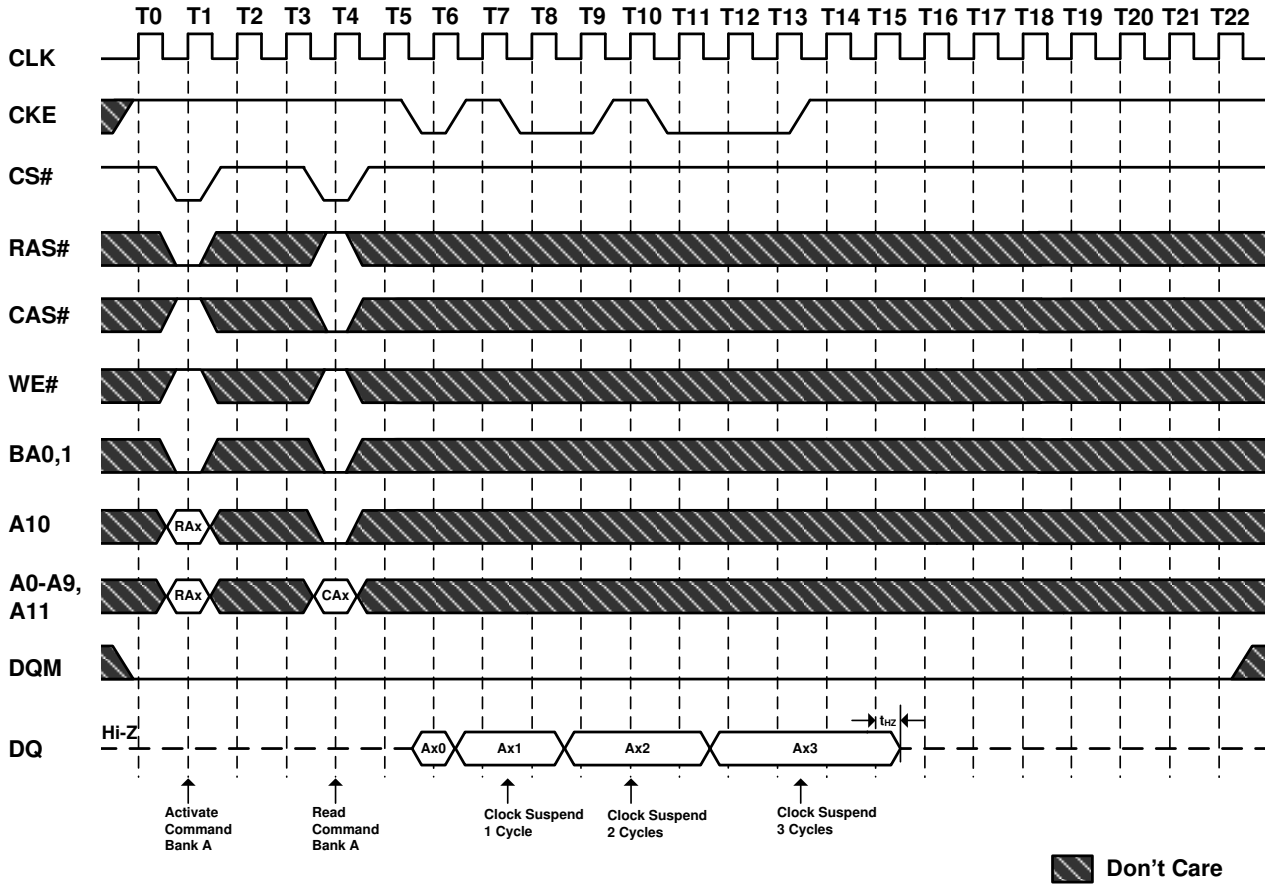 T0 T1 T2 T3 T4 T5 T6 T7 T8 T9 T10 T11 T12 T13 T14 T15 T16 T17 T18 T19 T20 T21 T22
CLK
CKE
CS#
RAS#
CAS#
WE#
BA0,1
A10
RAx
A0-A9,
A11
RAx
CAx
DQM
Hi-Z
tHZ
DQ
Ax0 Ax1 Ax2 Ax3
Activate
Command
Bank A
Read
Command
Bank A
Clock Suspend
1 Cycle
Clock Suspend
2 Cycles
Clock Suspend
3 Cycles
Don't Care